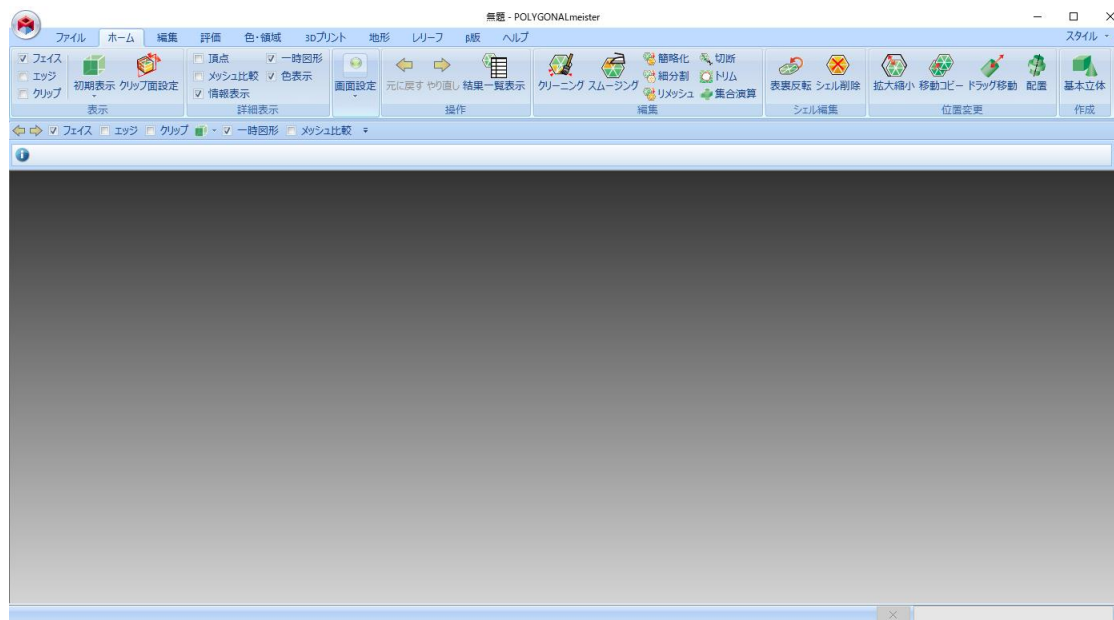 無題 - POLYGONALmeister
ファイル ホーム 編集 評価 色・領域 3Dプリント 地形 レリーフ β版 ヘルプ スタイル
フェイス エッジ クリップ 初期表示 クリップ面設定 表示
頂点 一時図形 メッシュ比較 色表示 情報表示 詳細表示
画面設定
元に戻す やり直し 結果一覧表示 操作
クリーニング スムージング 簡略化 切断 細分割 トリム リメッシュ 集合演算 編集
表裏反転 シェル削除 シェル編集
拡大縮小 移動コピー ドラッグ移動 配置 位置変更
基本立体 作成
フェイス エッジ クリップ 一時図形 メッシュ比較